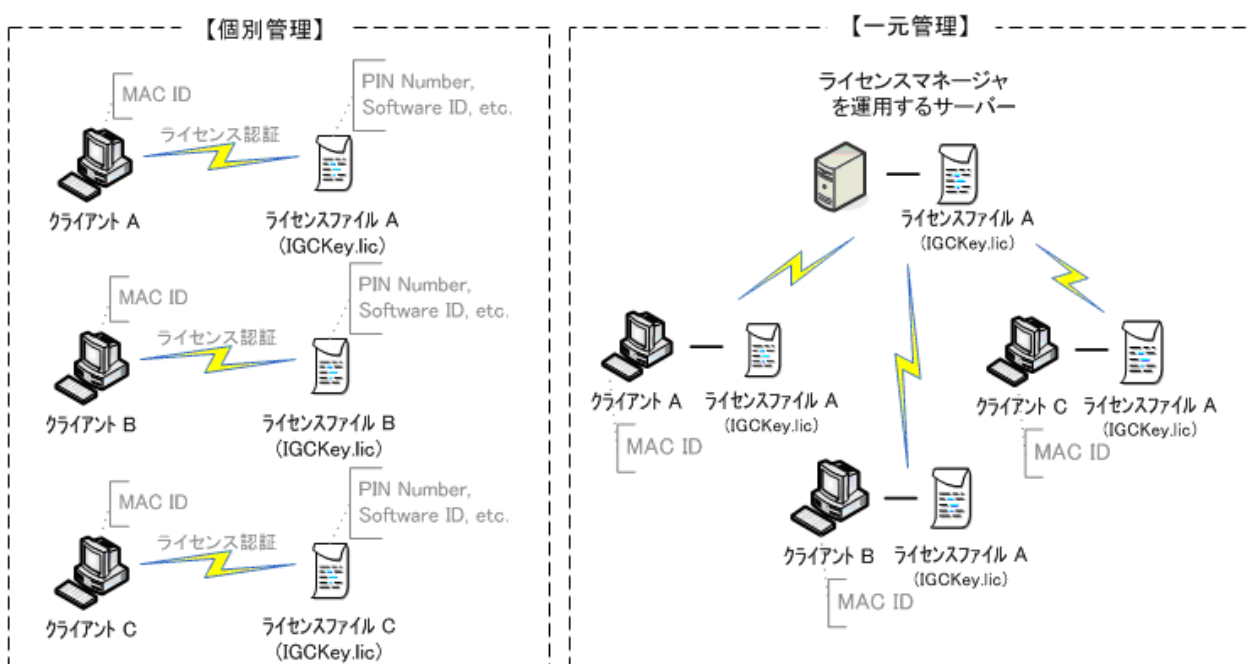 【個別管理】
MAC ID
PIN Number,
Software ID, etc.
ライセンス認証
クライアント A
ライセンスファイル A
(IGCKey.lic)
MAC ID
PIN Number,
Software ID, etc.
ライセンス認証
クライアント B
ライセンスファイル B
(IGCKey.lic)
MAC ID
PIN Number,
Software ID, etc.
ライセンス認証
クライアント C
ライセンスファイル C
(IGCKey.lic)
【一元管理】
ライセンスマネージャ
を運用するサーバー
ライセンスファイル A
(IGCKey.lic)
クライアント A
ライセンスファイル A
(IGCKey.lic)
MAC ID
クライアント C
ライセンスファイル A
(IGCKey.lic)
MAC ID
クライアント B
ライセンスファイル A
(IGCKey.lic)
MAC ID